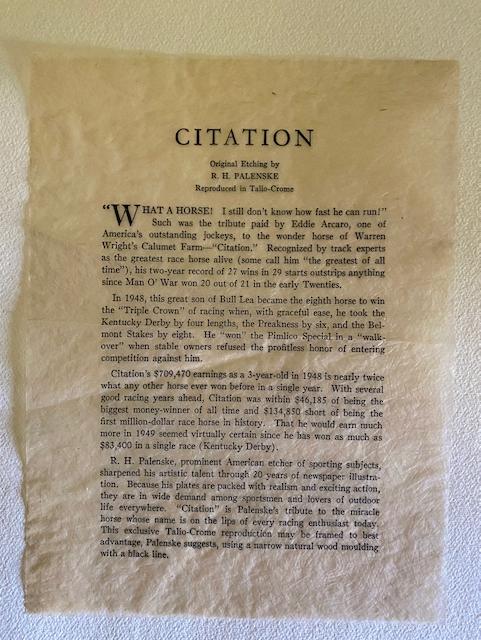 CITATION
Original Etching by
R. H. PALENSKE
Reproduced in Talio-Crome
"WHAT A HORSE! I still don't know how fast he can run!"
Such was the tribute paid by Eddie Arcaro, one of
America's outstanding jockeys, to the wonder horse of Warren
Wright's Calumet Farm—"Citation." Recognized by track experts
as the greatest race horse alive (some call him "the greatest of all
time"), his two-year record of 27 wins in 29 starts outstrips anything
since Man O' War won 20 out of 21 in the early Twenties.
In 1948, this great son of Bull Lea became the eighth horse to win
the "Triple Crown" of racing when, with graceful ease, he took the
Kentucky Derby by four lengths, the Preakness by six, and the Bel-
mont Stakes by eight. He "won" the Pimlico Special in a "walk-
over" when stable owners refused the profitless honor of entering
competition against him.
Citation's $709,470 earnings as a 3-year-old in 1948 is nearly twice
what any other horse ever won before in a single year. With several
good racing years ahead, Citation was within $46,185 of being the
biggest money-winner of all time and $134,850 short of being the
first million-dollar race horse in history. That he would earn much
more in 1949 seemed virtually certain since he has won as much as
$83,400 in a single race (Kentucky Derby).
R. H. Palenske, prominent American etcher of sporting subjects,
sharpened his artistic talent through 20 years of newspaper illustra-
tion. Because his plates are packed with realism and exciting action,
they are in wide demand among sportsmen and lovers of outdoor
life everywhere. "Citation" is Palenske's tribute to the miracle
horse whose name is on the lips of every racing enthusiast today.
This exclusive Talio-Crome reproduction may be framed to best
advantage, Palenske suggests, using a narrow natural wood moulding
with a black line.